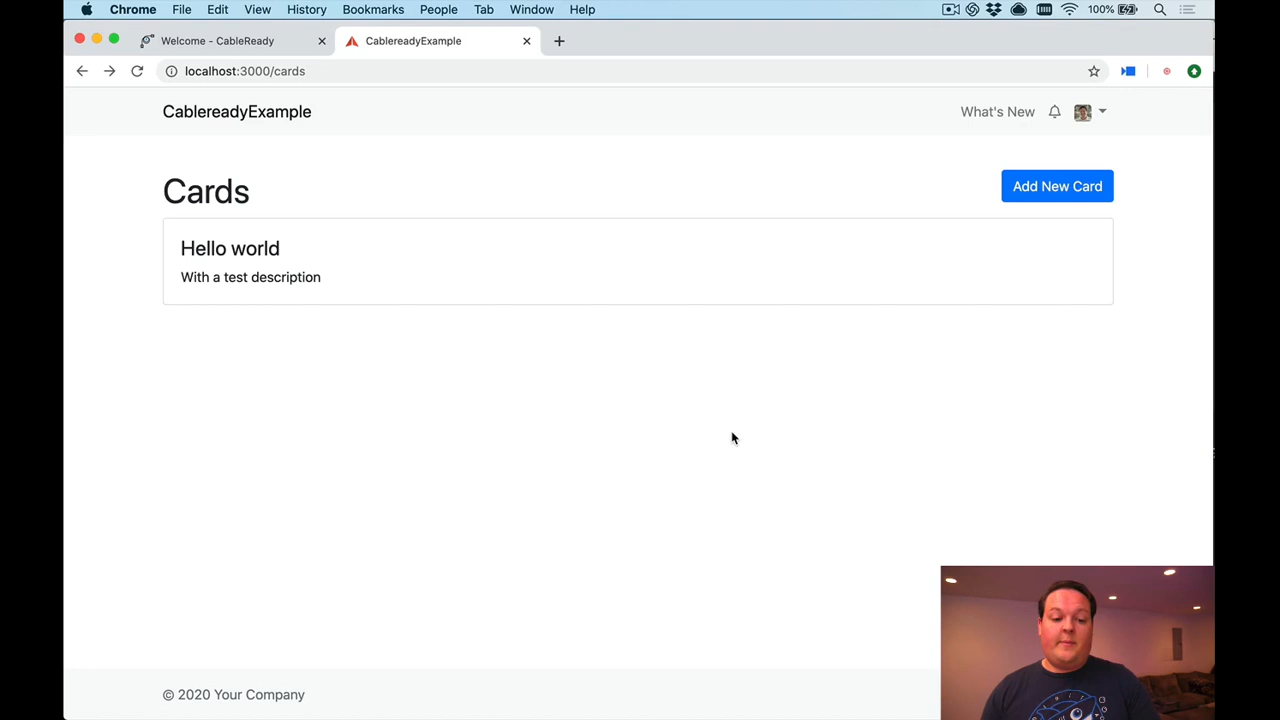 Chrome File Edit View History Bookmarks People Tab Window Help 100%
Welcome - CableReady CablereadyExample
localhost:3000/cards
CablereadyExample What's New
Cards Add New Card
Hello world
With a test description
© 2020 Your Company